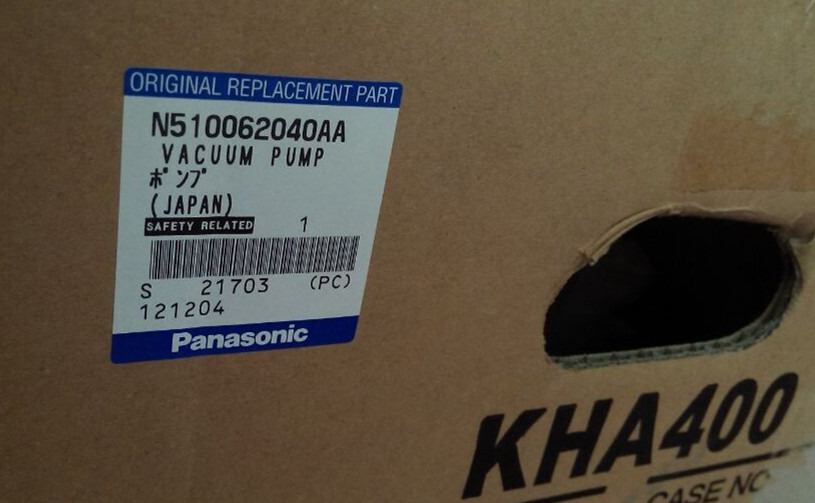 ORIGINAL REPLACEMENT PART
N510062040AA
VACUUM PUMP
ﾎﾟﾝﾌﾟ
(JAPAN)
SAFETY RELATED 1
S 21703 (PC)
121204
Panasonic
KHA400
CASE NO